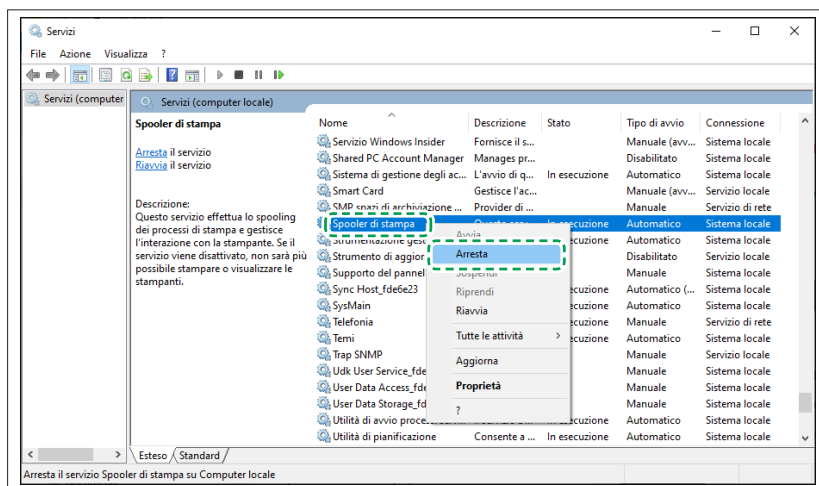 Servizi
File Azione Visualizza ?
Servizi (computer
Servizi (computer locale)
Spooler di stampa
Arresta il servizio
Riavvia il servizio
Descrizione:
Questo servizio effettua lo spooling
dei processi di stampa e gestisce
l'interazione con la stampante. Se il
servizio viene disattivato, non sarà più
possibile stampare o visualizzare le
stampanti.
Nome Descrizione Stato Tipo di avvio Connessione
Servizio Windows Insider Fornisce il s... Manuale (avv... Sistema locale
Shared PC Account Manager Manages pr... Disabilitato Sistema locale
Sistema di gestione degli ac... L'avvio di q... In esecuzione Automatico Sistema locale
Smart Card Gestisce l'ac... Manuale (avv... Servizio locale
SMP spazi di archiviazione ... Provider di ... Manuale Servizio di rete
Spooler di stampa In esecuzione Automatico Sistema locale
Strumentazione gest ecuzione Automatico Sistema locale
Strumento di aggior Disabilitato Servizio locale
Supporto del pannel Manuale Sistema locale
Sync Host_fde6e23 ecuzione Automatico (... Sistema locale
SysMain ecuzione Automatico Sistema locale
Telefonia ecuzione Manuale Servizio di rete
Temi ecuzione Automatico Sistema locale
Trap SNMP Manuale Servizio locale
Udk User Service_fde Manuale Sistema locale
User Data Access_fde Manuale Sistema locale
User Data Storage_fd Manuale Sistema locale
Utilità di avvio proce ecuzione Automatico Sistema locale
Utilità di pianificazione Consente a ... In esecuzione Automatico Sistema locale
Avvia
Arresta
Sospendi
Riprendi
Riavvia
Tutte le attività
Aggiorna
Proprietà
?
Esteso Standard
Arresta il servizio Spooler di stampa su Computer locale